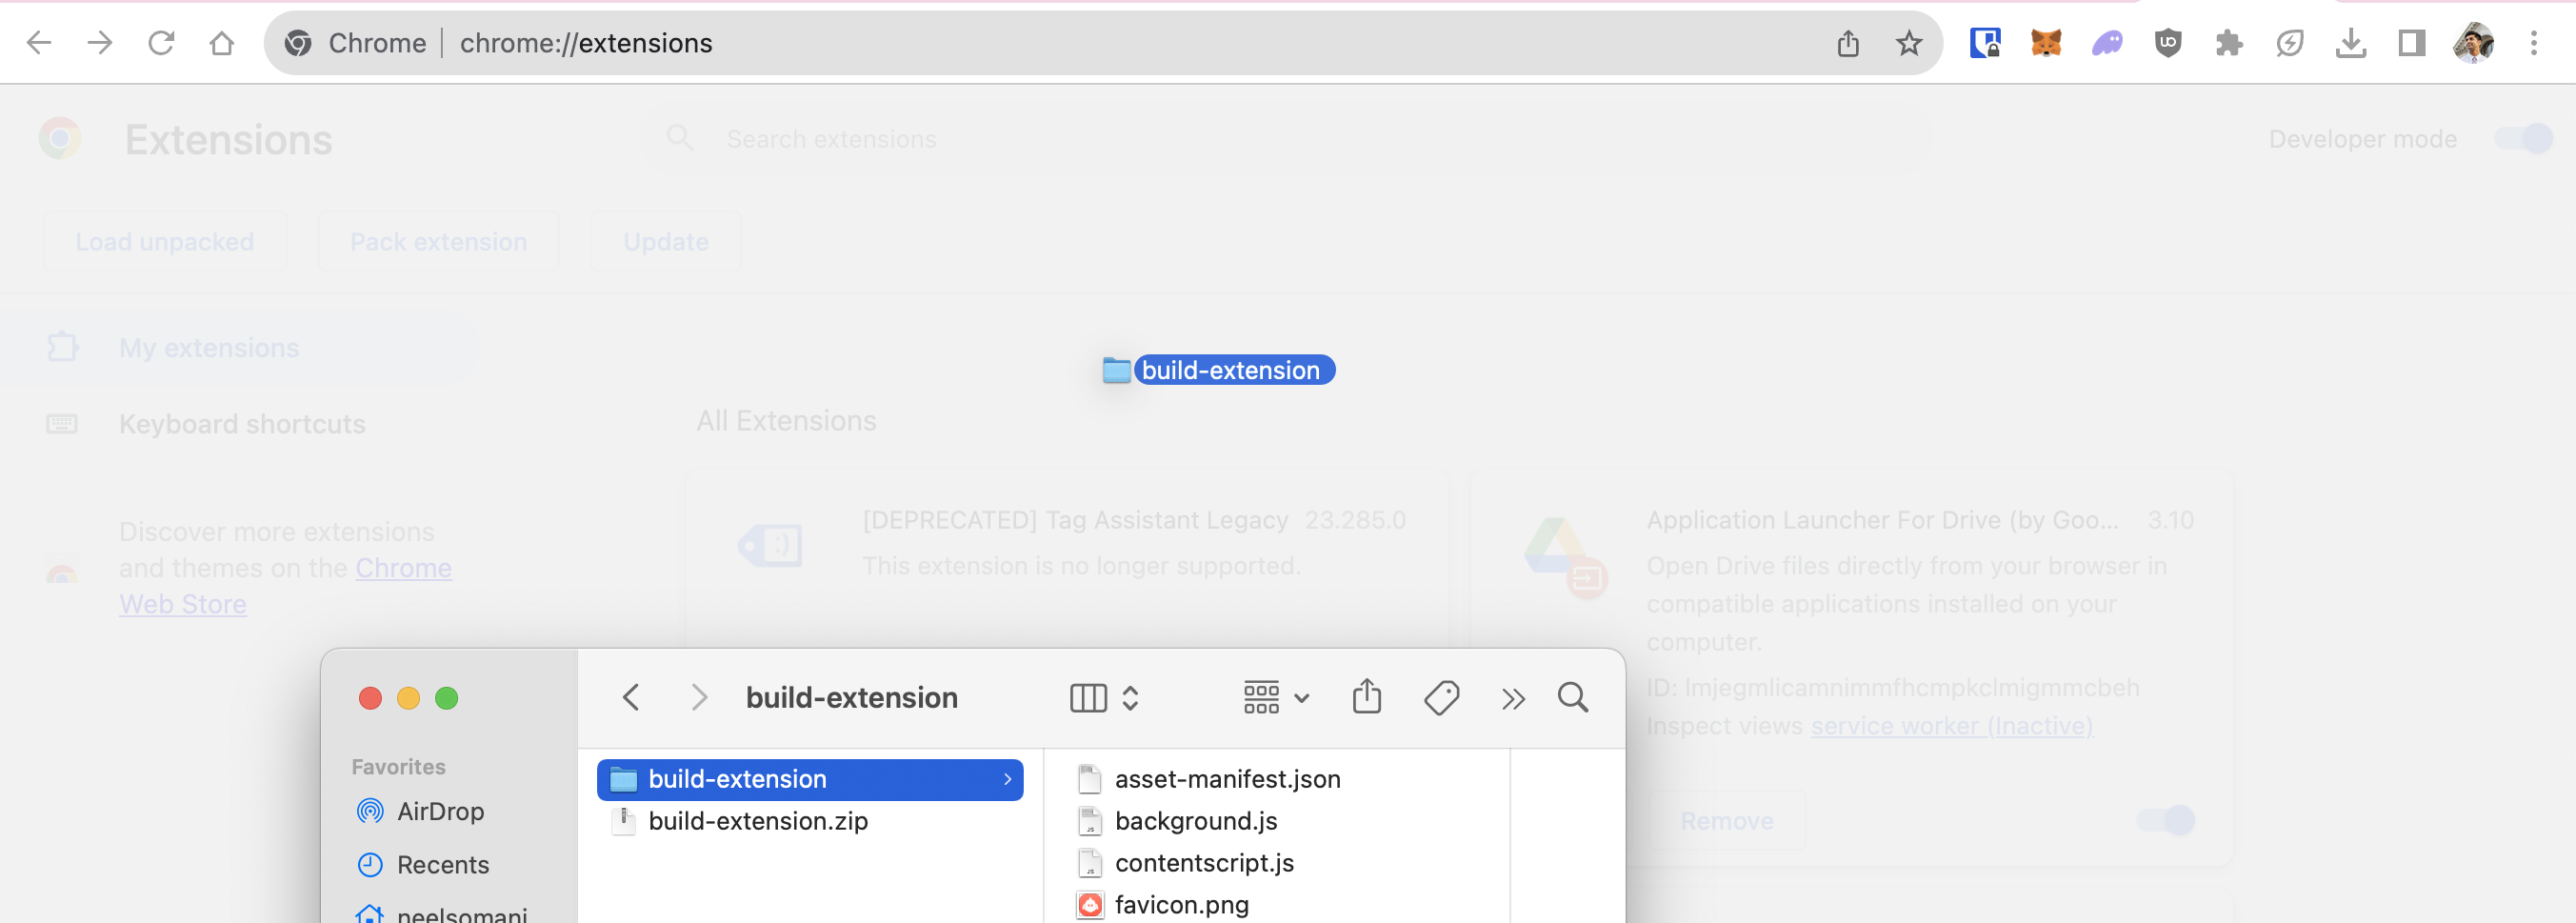 Chrome chrome://extensions
Extensions
Search extensions
Developer mode
Load unpacked
Pack extension
Update
My extensions
Keyboard shortcuts
Discover more extensions
and themes on the Chrome
Web Store
build-extension
All Extensions
[DEPRECATED] Tag Assistant Legacy 23.285.0
This extension is no longer supported.
Application Launcher For Drive (by Goo... 3.10
Open Drive files directly from your browser in
compatible applications installed on your
computer.
ID: lmjegmlicamnimmfhcmpkclmigmmcbeh
Inspect views service worker (Inactive)
Remove
build-extension
Favorites
AirDrop
Recents
neelsomani
build-extension
build-extension.zip
asset-manifest.json
background.js
contentscript.js
favicon.png